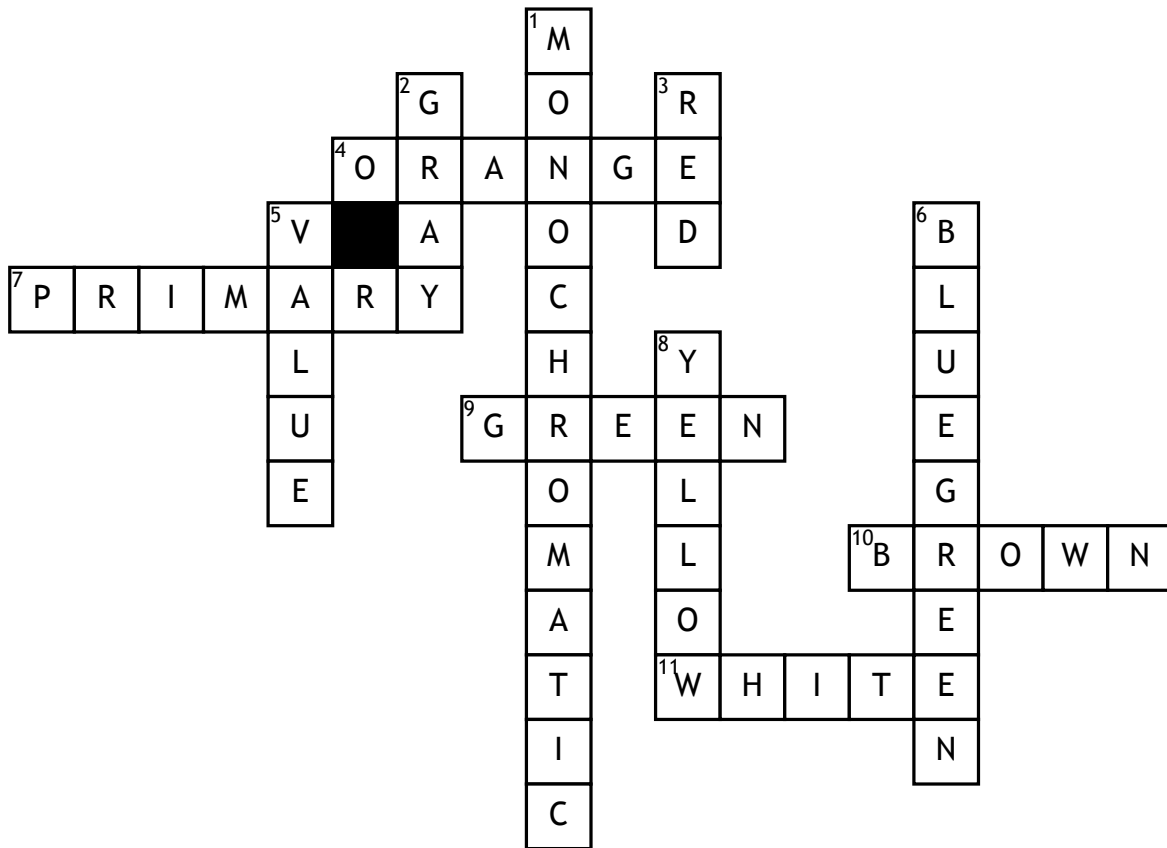 1 M
2 G O 3 R
4 O R A N G E
5 V A O D 6 B
7 P R I M A R Y C L
L H 8 Y U
U 9 G R E E N E
E O L G
M L 10 B R O W N
A O E
T 11 W H I T E
I N
C